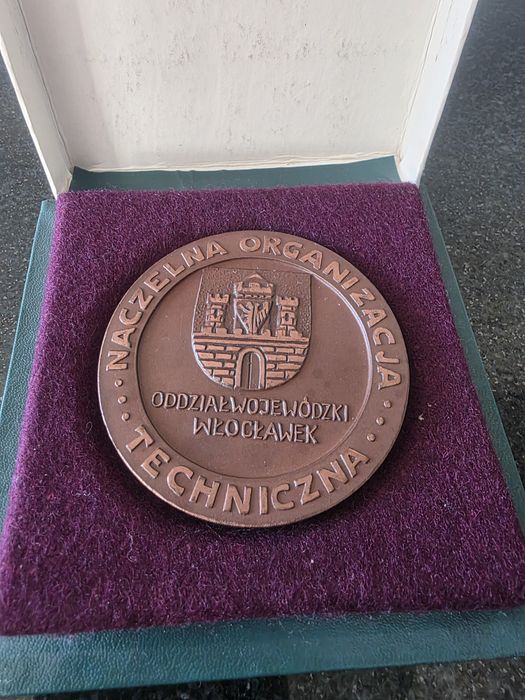 NACZELNA ORGANIZACJA
TECHNICZNA
ODDZIAŁ WOJEWÓDZKI
WŁOCŁAWEK